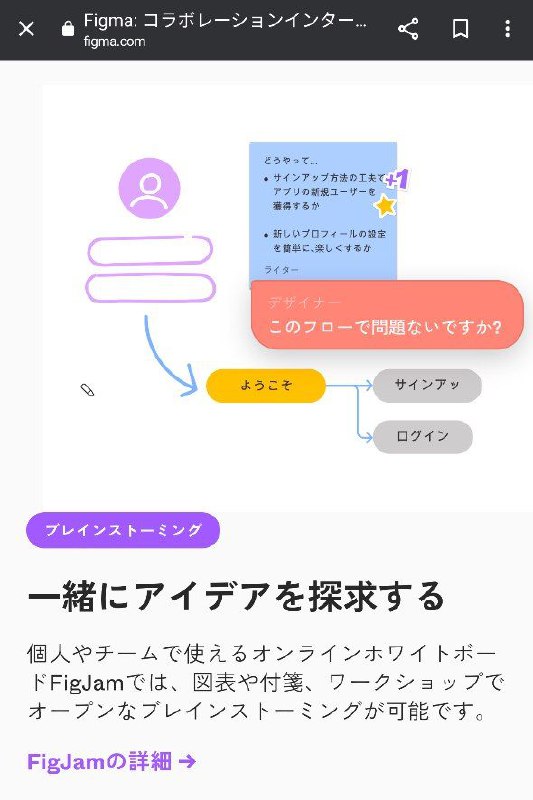 Figma: コラボレーションインター...
figma.com
どうやって...
• サインアップ方法の工夫で
アプリの新規ユーザーを
獲得するか
+1
• 新しいプロフィールの設定
を簡単に、楽しくするか
ライター
デザイナー
このフローで問題ないですか?
ようこそ
サインアッ
ログイン
ブレインストーミング
一緒にアイデアを探求する
個人やチームで使えるオンラインホワイトボー
ドFigJamでは、図表や付箋、ワークショップで
オープンなブレインストーミングが可能です。
FigJamの詳細 →